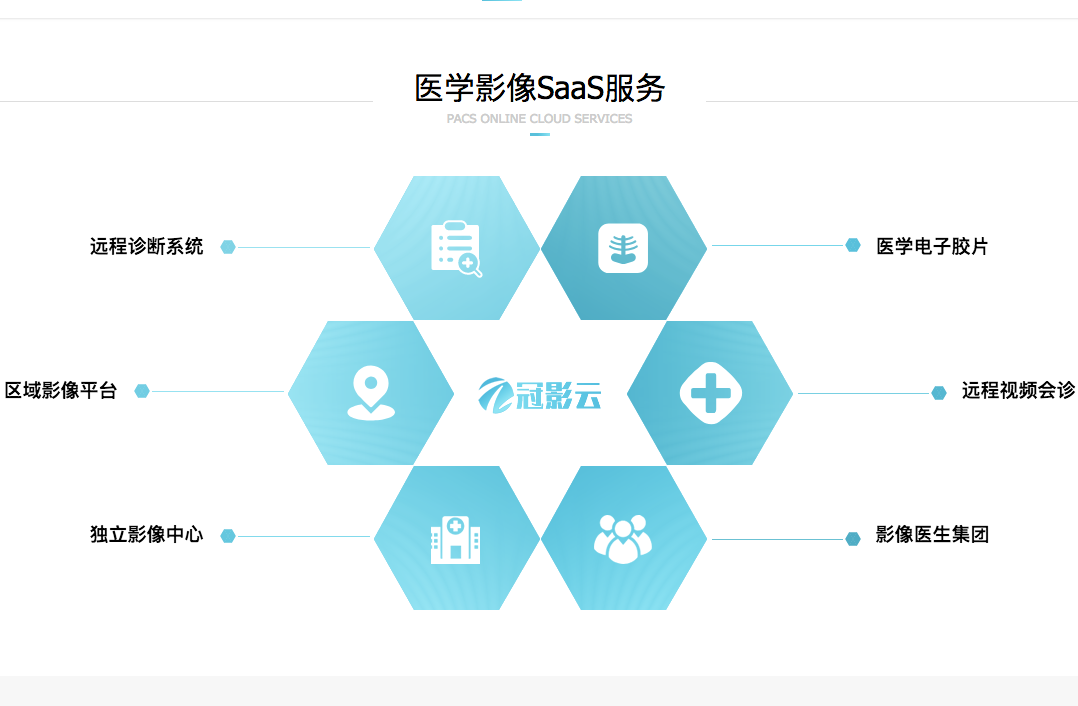 医学影像SaaS服务
PACS ONLINE CLOUD SERVICES
远程诊断系统
医学电子胶片
区域影像平台
冠影云
远程视频会诊
独立影像中心
影像医生集团